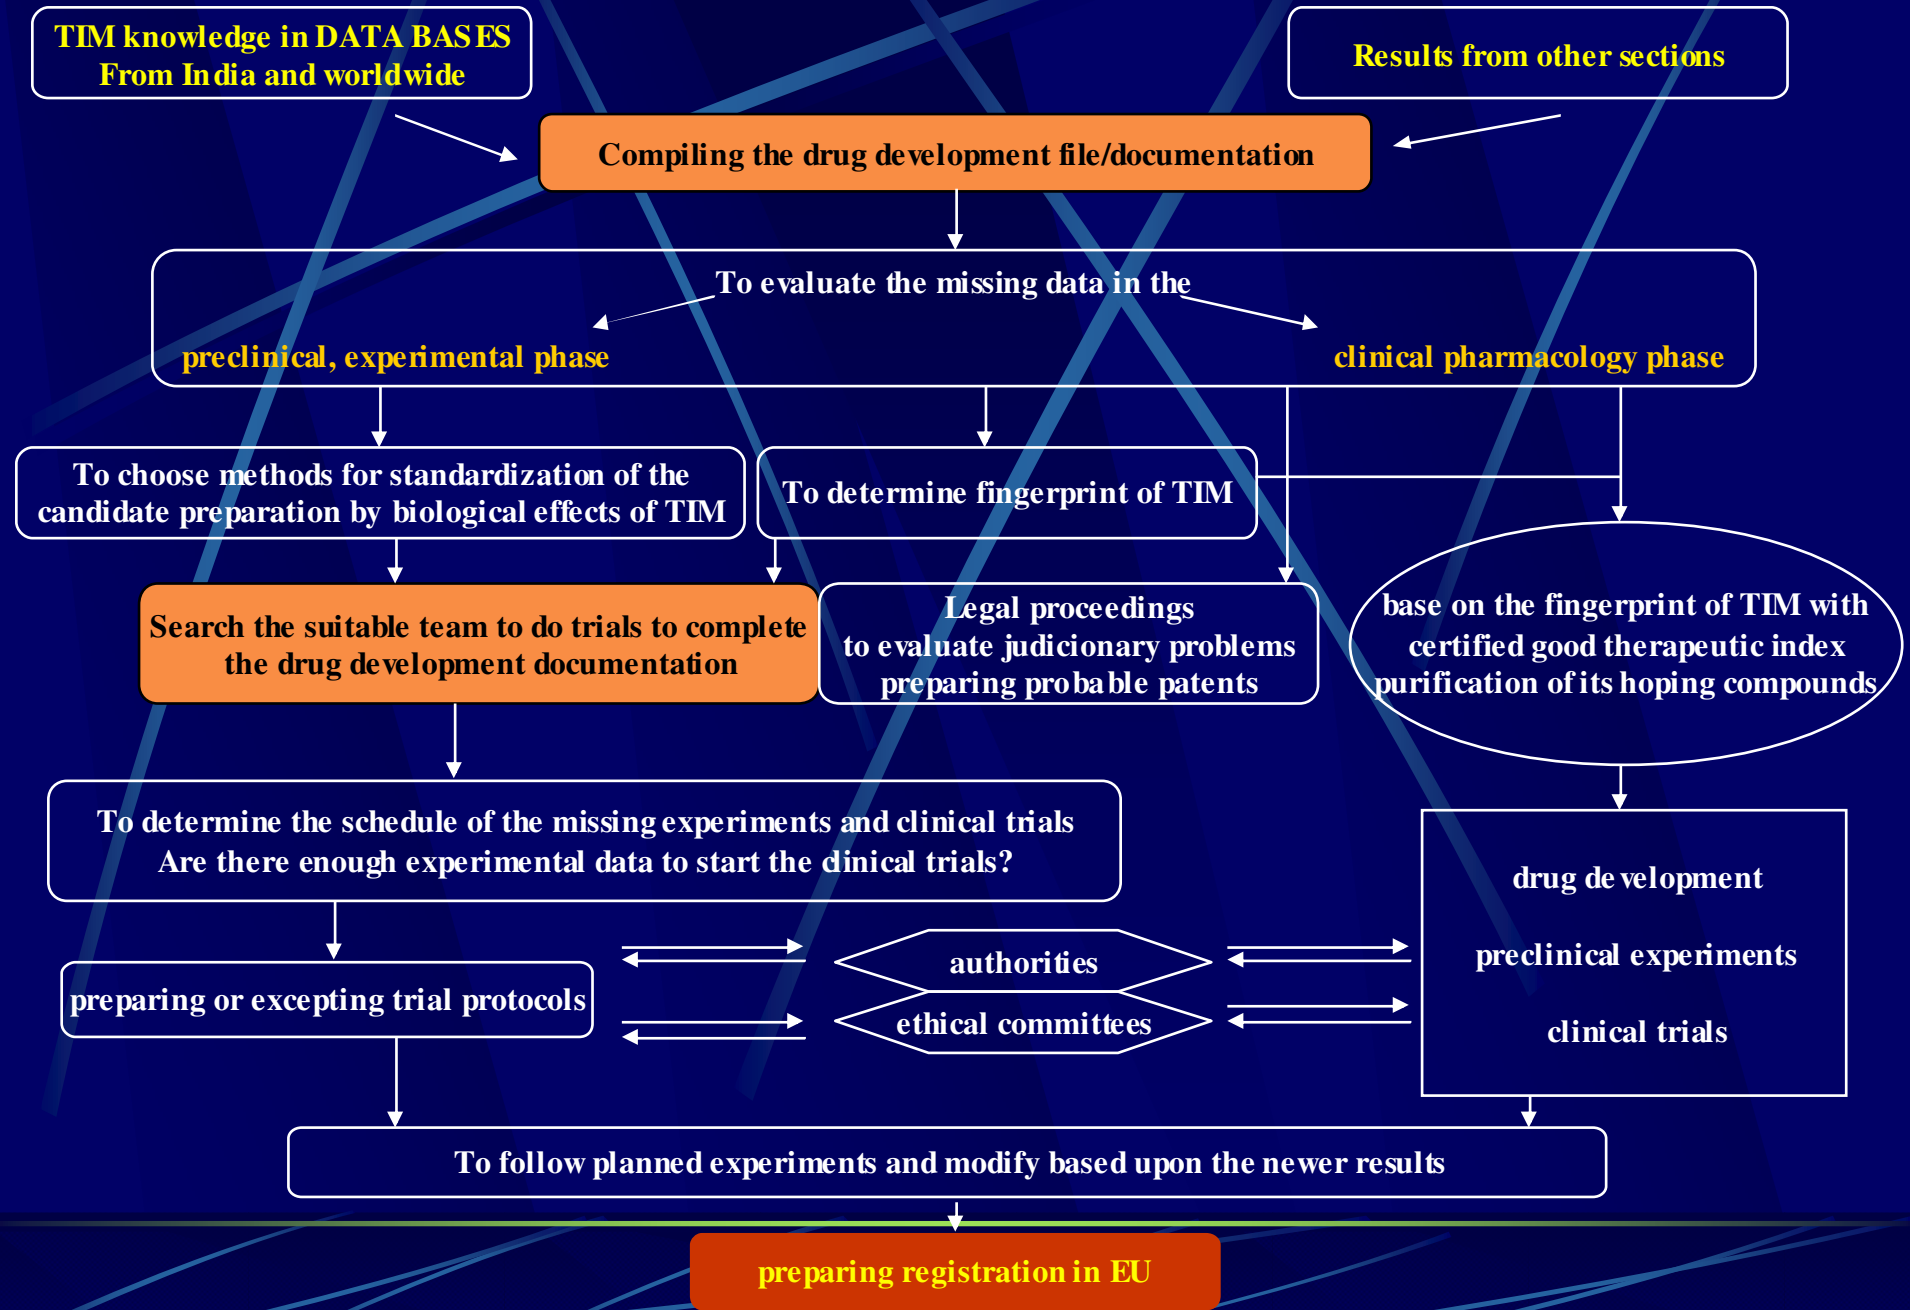 TIM knowledge in DATA BASES
From India and worldwide
Results from other sections
Compiling the drug development file/documentation
To evaluate the missing data in the
preclinical, experimental phase
clinical pharmacology phase
To choose methods for standardization of the
candidate preparation by biological effects of TIM
To determine fingerprint of TIM
Search the suitable team to do trials to complete
the drug development documentation
Legal proceedings
to evaluate judicionary problems
preparing probable patents
base on the fingerprint of TIM with
certified good therapeutic index
purification of its hoping compounds
To determine the schedule of the missing experiments and clinical trials
Are there enough experimental data to start the clinical trials?
drug development
preclinical experiments
clinical trials
authorities
ethical committees
preparing or excepting trial protocols
To follow planned experiments and modify based upon the newer results
preparing registration in EU